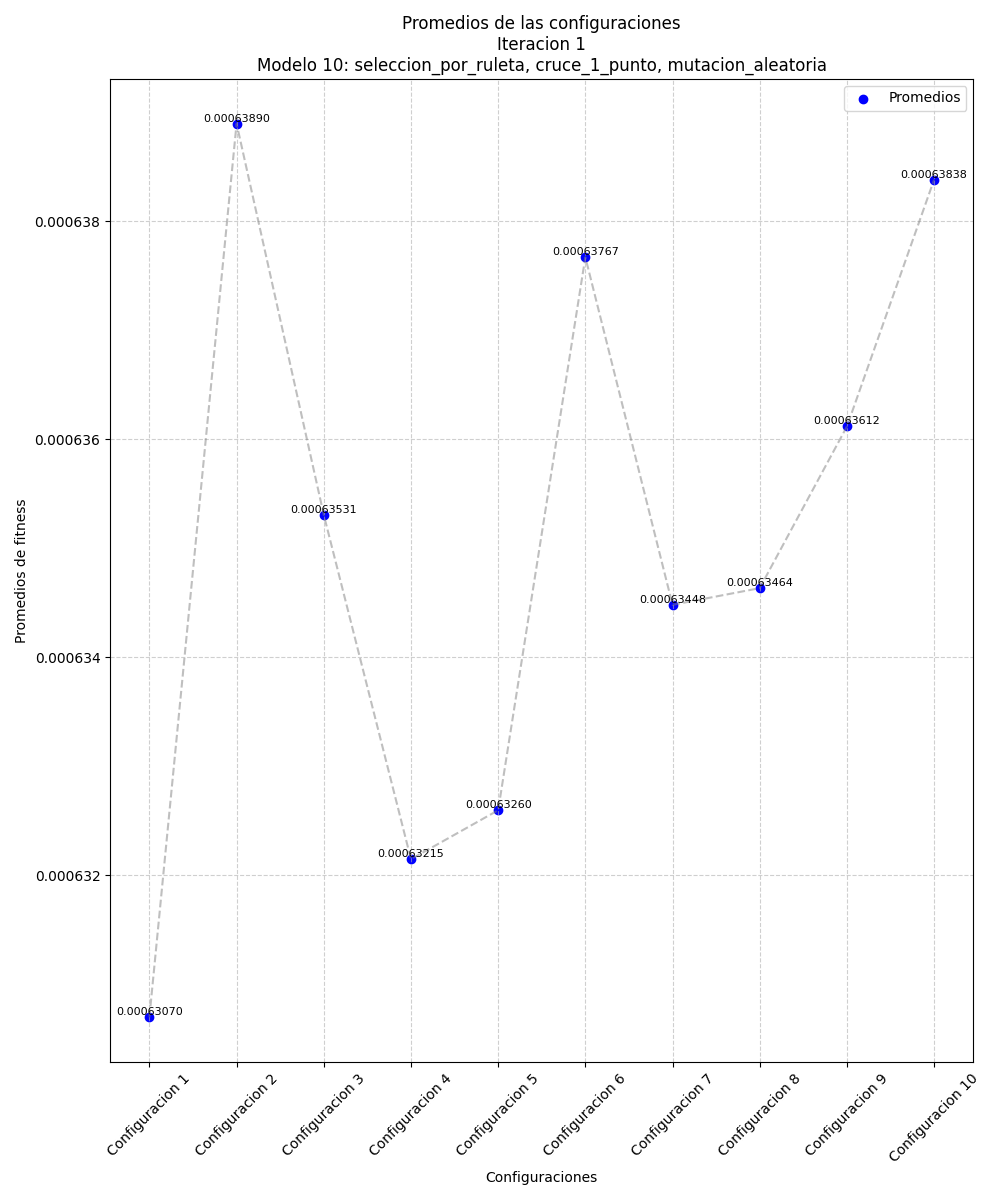 Promedios de las configuraciones
Iteracion 1
Modelo 10: seleccion_por_ruleta, cruce_1_punto, mutacion_aleatoria
Promedios
0.00063890
0.00063838
0.000638
0.00063767
0.00063612
0.000636
0.00063531
0.00063464
0.00063448
0.000634
0.00063260
0.00063215
0.000632
0.00063070
Promedios de fitness
Configuracion 1
Configuracion 2
Configuracion 3
Configuracion 4
Configuracion 5
Configuracion 6
Configuracion 7
Configuracion 8
Configuracion 9
Configuracion 10
Configuraciones